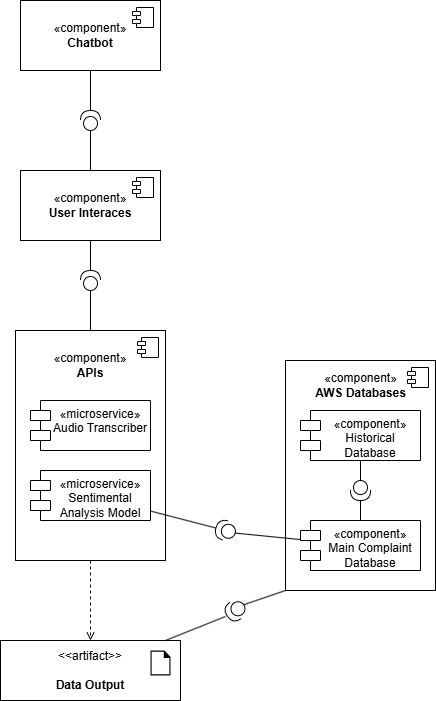 «component»
Chatbot
«component»
User Interaces
«component»
APIs
«microservice»
Audio Transcriber
«microservice»
Sentimental
Analysis Model
«component»
AWS Databases
«component»
Historical
Database
«component»
Main Complaint
Database
<<artifact>>
Data Output